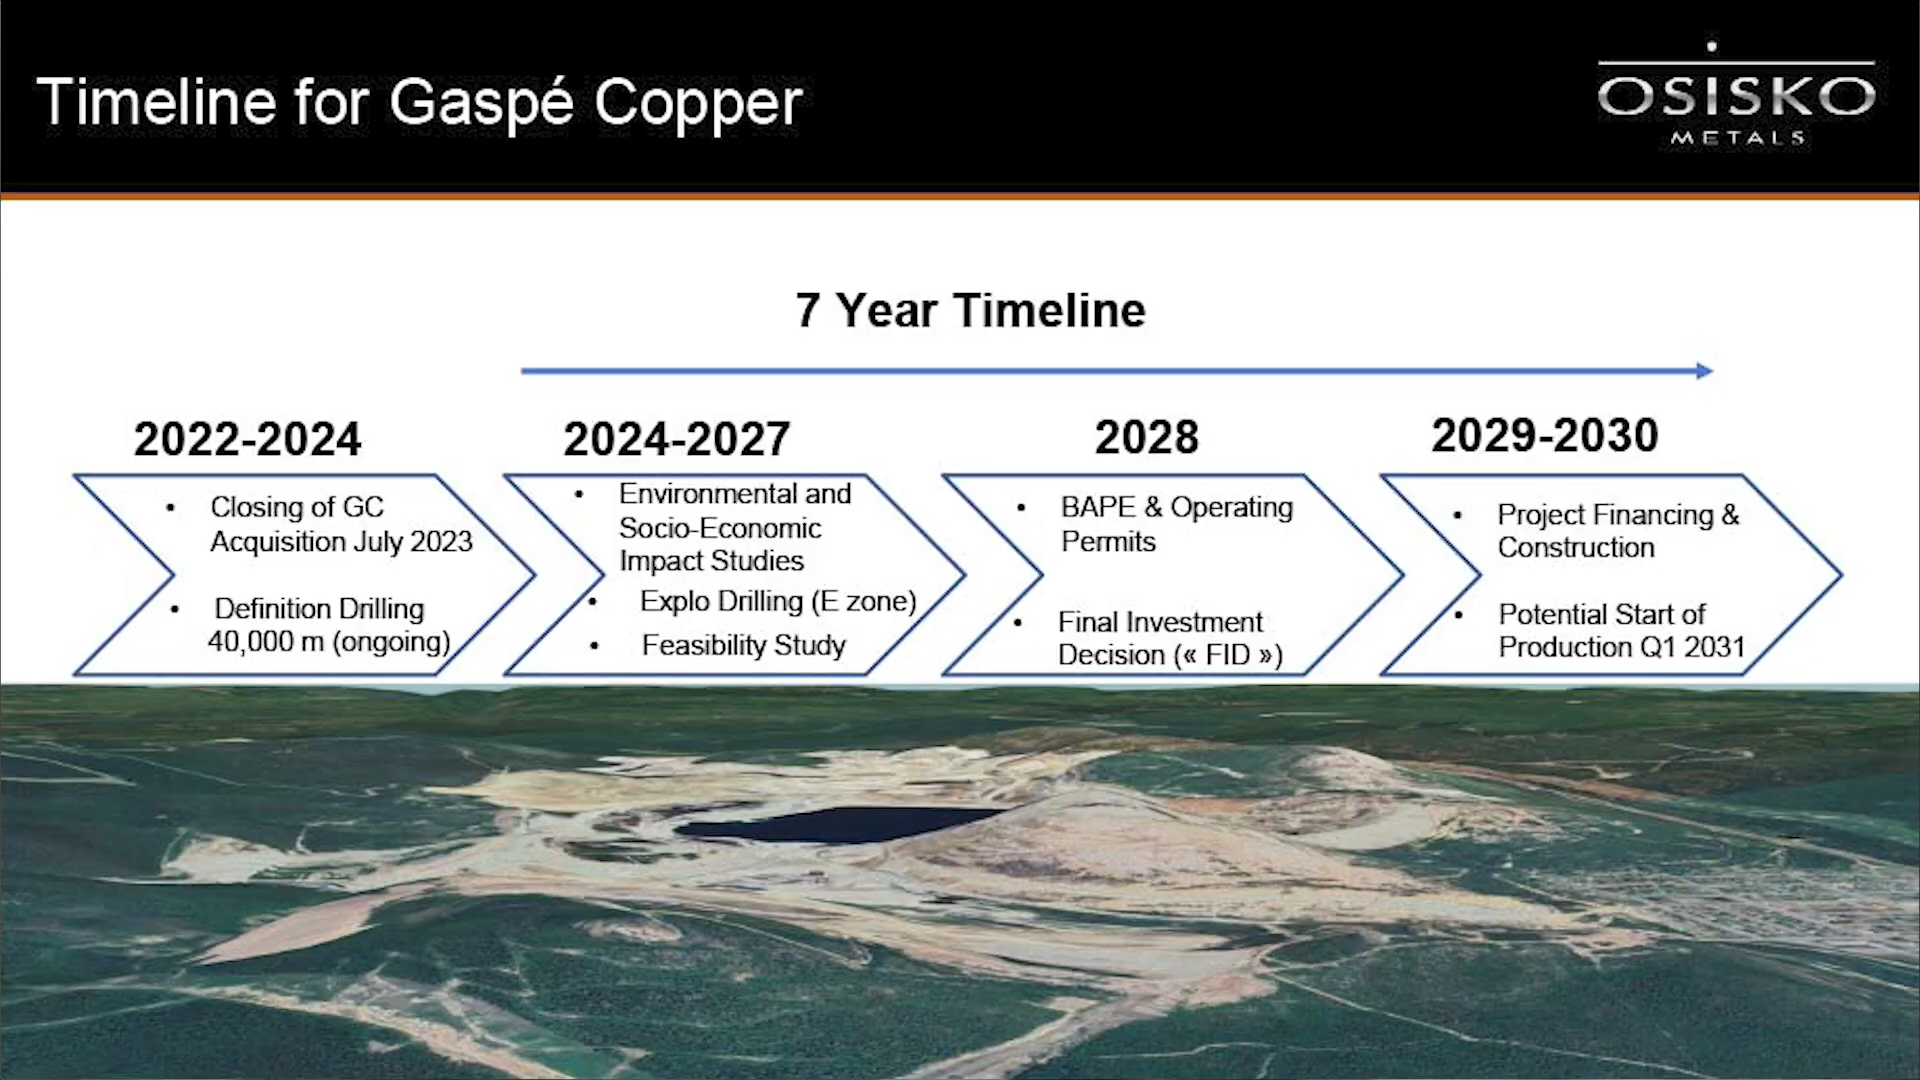 Timeline for Gaspé Copper
OSISKO
METALS
7 Year Timeline
2022-2024
• Closing of GC
Acquisition July 2023
• Definition Drilling
40,000 m (ongoing)
2024-2027
• Environmental and
Socio-Economic
Impact Studies
• Explo Drilling (E zone)
• Feasibility Study
2028
• BAPE & Operating
Permits
• Final Investment
Decision (« FID »)
2029-2030
• Project Financing &
Construction
• Potential Start of
Production Q1 2031